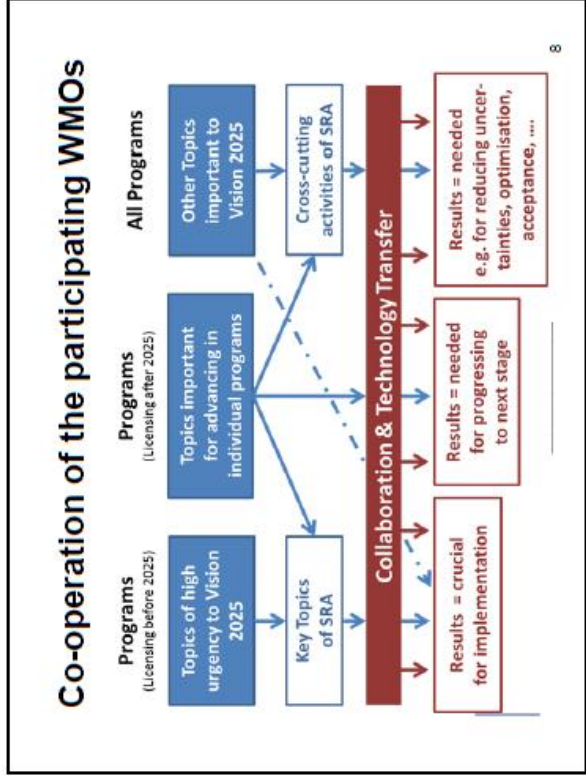 Co-operation of the participating WMOs
Programs
(Licensing before 2025)
Programs
(Licensing after 2025)
All Programs
Topics of high
urgency to Vision
2025
Topics important
for advancing in
individual programs
Other Topics
important to
Vision 2025
Key Topics
of SRA
Cross-cutting
activities of SRA
Collaboration & Technology Transfer
Results = crucial
for implementation
Results = needed
for progressing
to next stage
Results = needed
e.g. for reducing uncer-
tainties, optimisation,
acceptance, ....
8